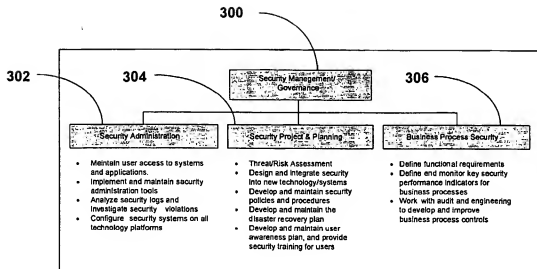 300
302
304
306
Security Management/
Governance
Security Administration
Security Project & Planning
Business Process Security
• Maintain user access to systems
and applications.
• Implement and maintain security
administration tools
• Analyze security logs and
investigate security violations
• Configure security systems on all
technology platforms
• Threat/Risk Assessment
• Design and integrate security
into new technology/systems
• Develop and maintain security
policies and procedures
• Develop and maintain the
disaster recovery plan
• Develop and maintain user
awareness plan, and provide
security training for users
• Define functional requirements
• Define end monitor key security
performance indicators for
business processes
• Work with audit and engineering
to develop and improve
business process controls